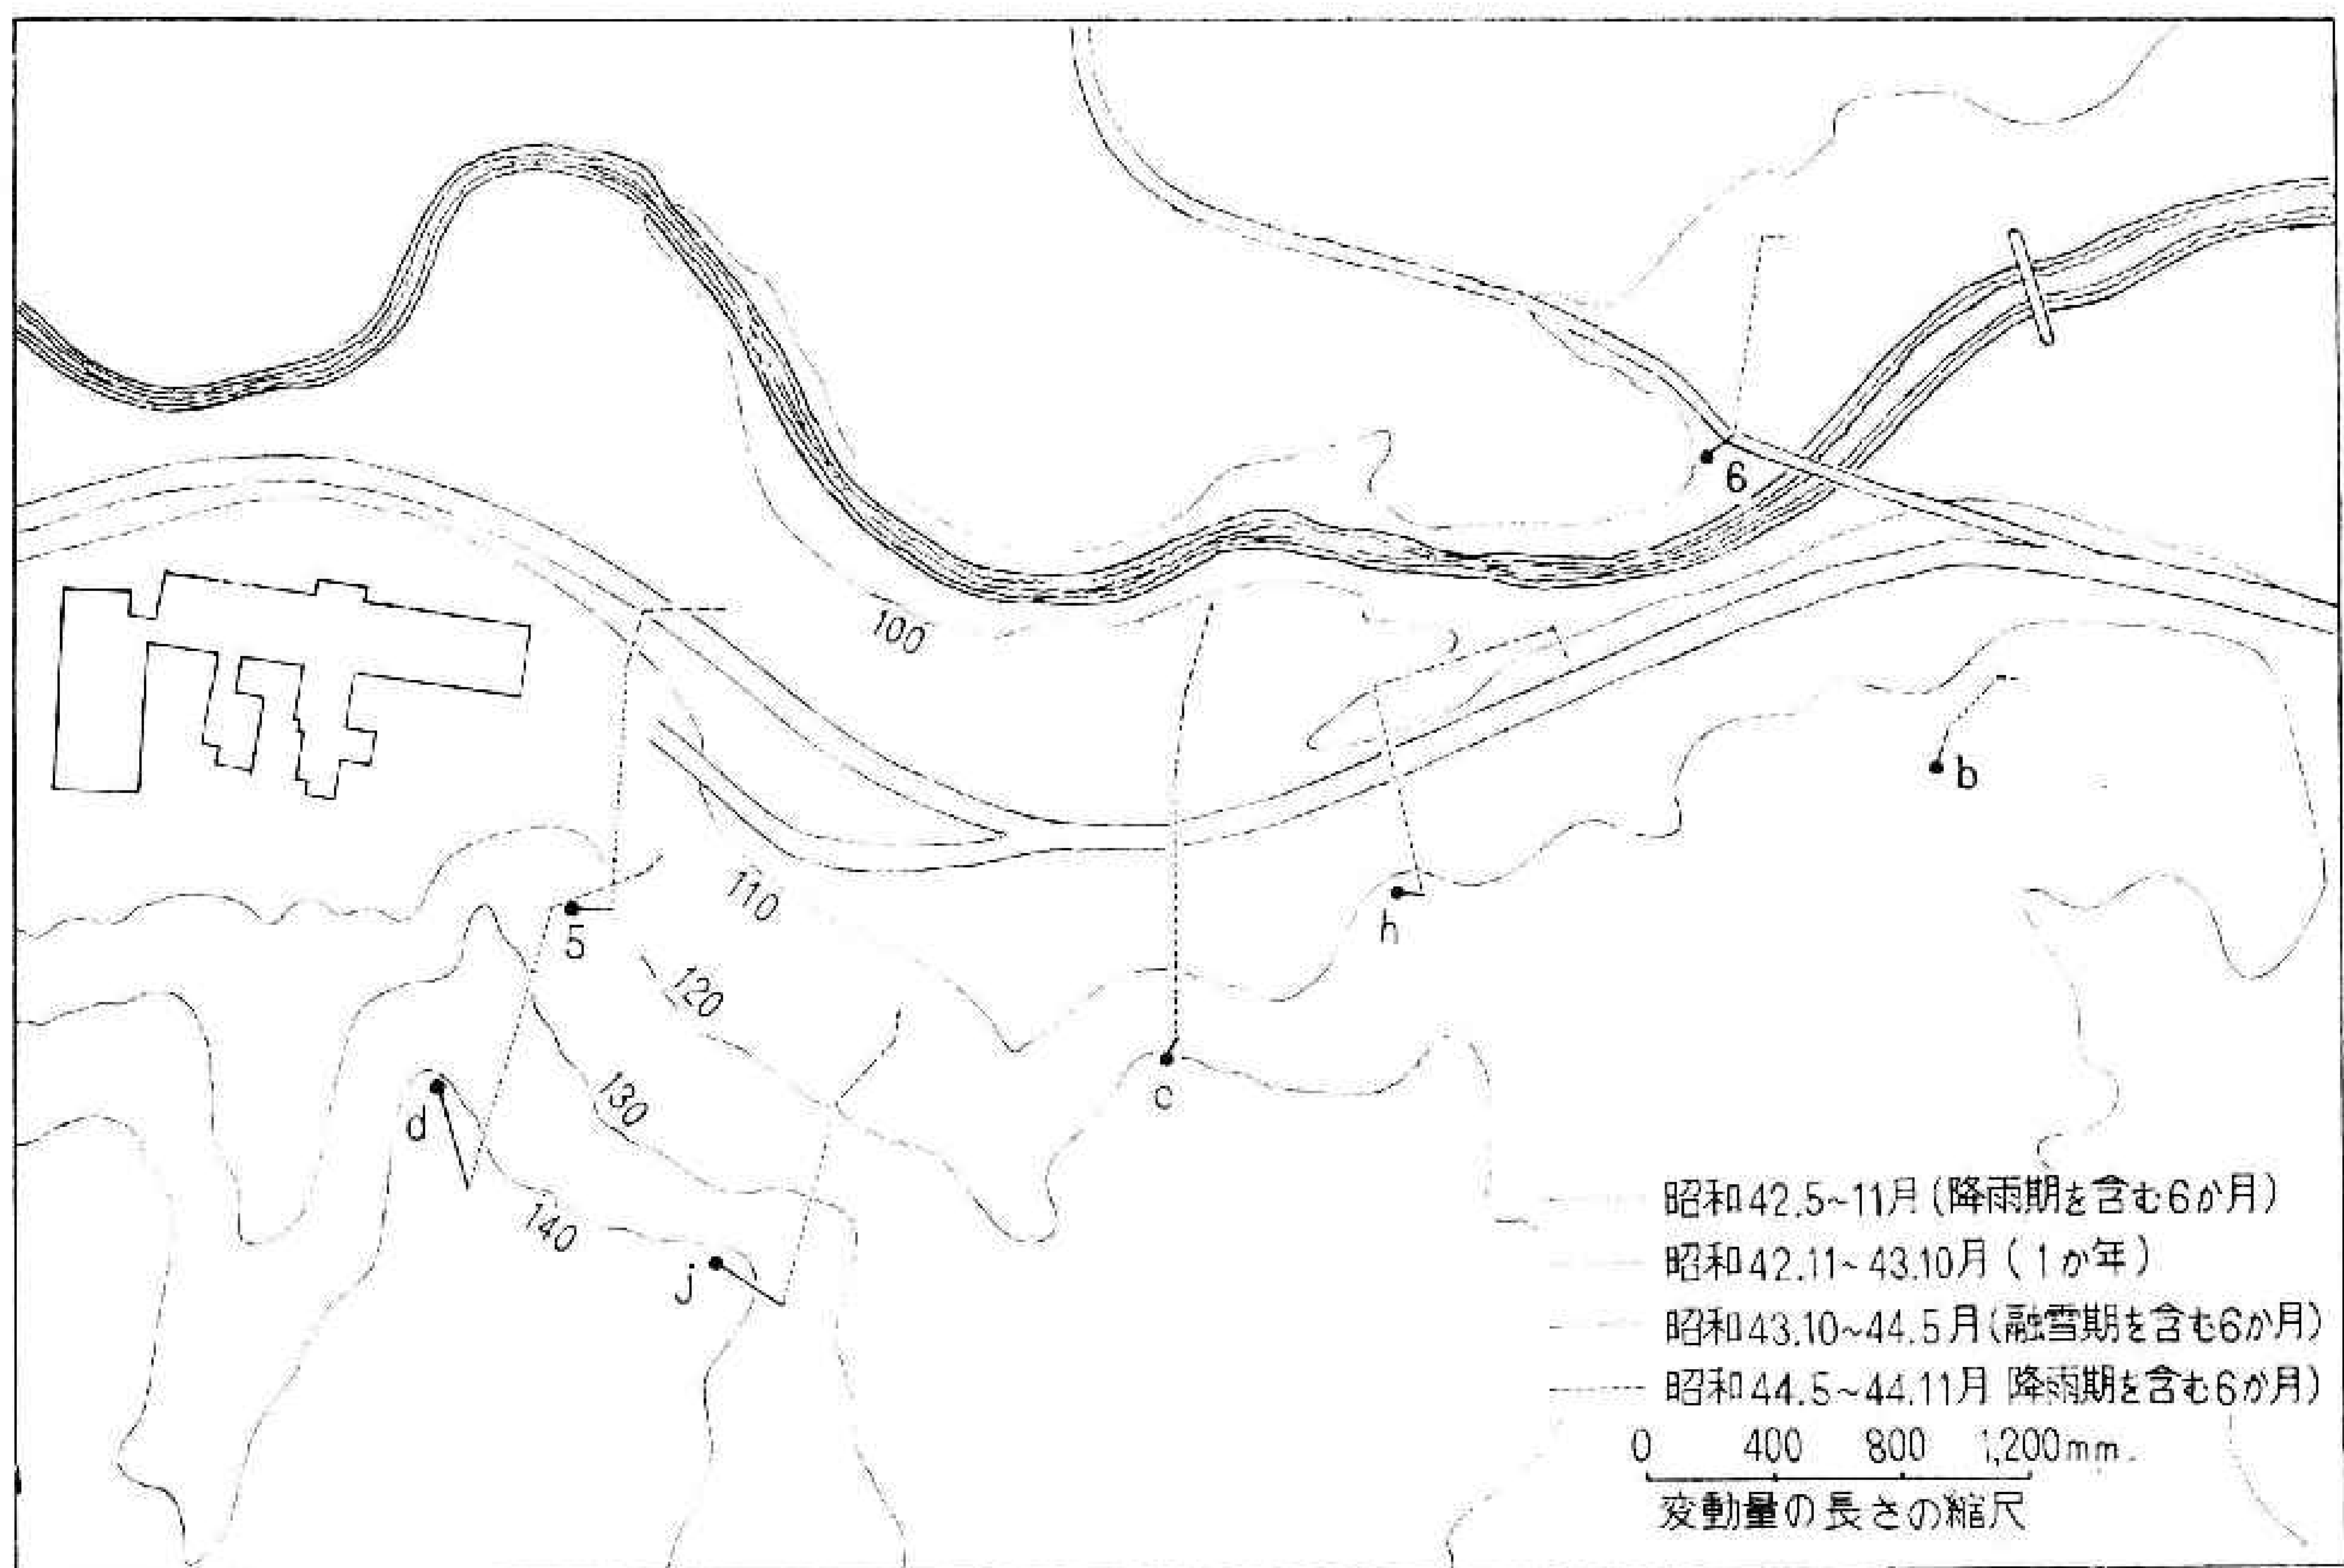 6
100
b
110
h
5
120
c
130
d
140
j
昭和42.5~11月(降雨期を含む6か月)
昭和42.11~43.10月(1か年)
昭和43.10~44.5月(融雪期を含む6か月)
昭和44.5~44.11月 降雨期を含む6か月)
0 400 800 1,200mm.
変動量の長さの縮尺